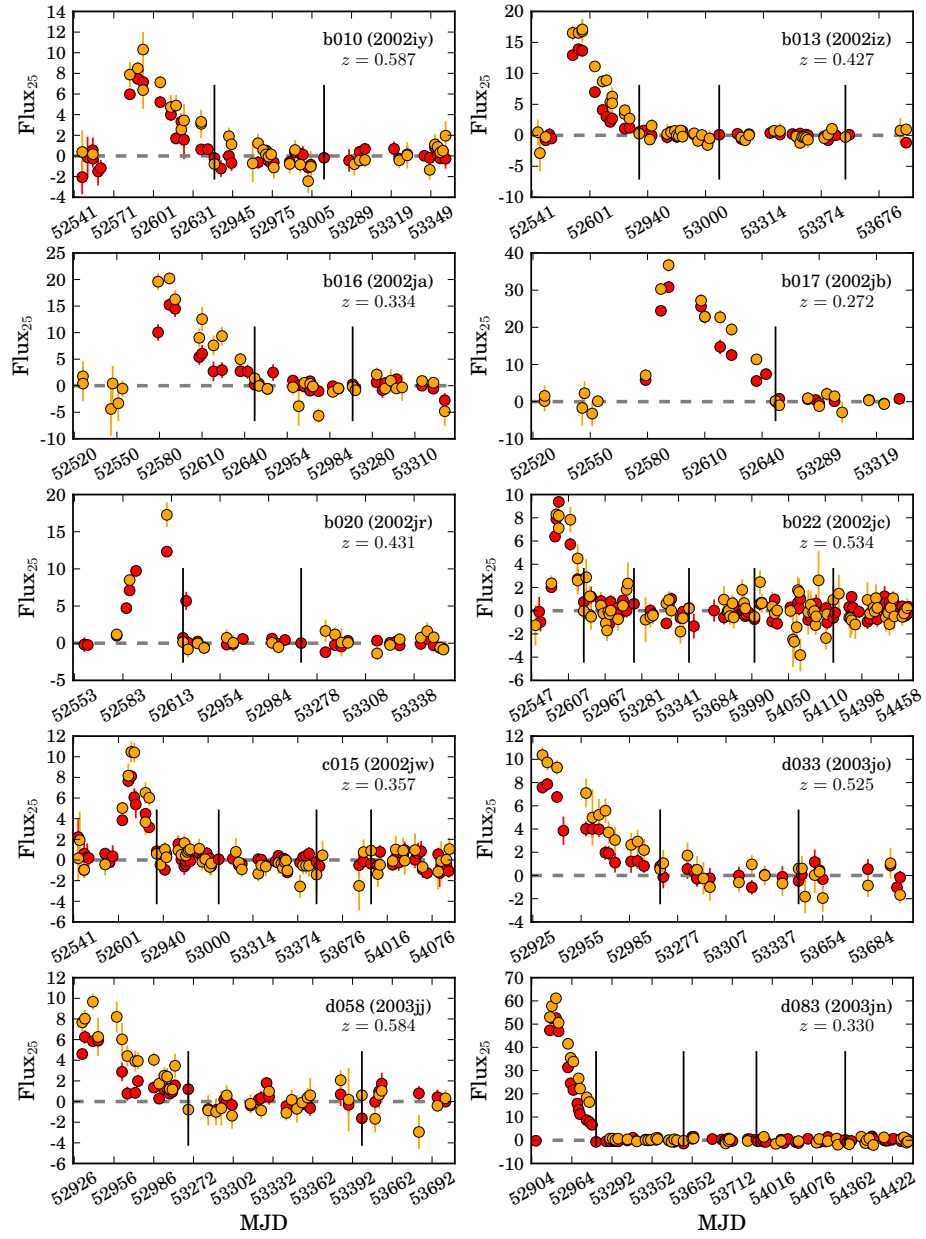 b010 (2002iy)
z = 0.587
Flux25
14
12
10
8
6
4
2
0
-2
-4
52541 52571 52601 52631 52945 52975 53005 53289 53319 53349
b013 (2002iz)
z = 0.427
20
15
10
5
0
-5
-10
52541 52601 52940 53000 53314 53374 53676
b016 (2002ja)
z = 0.334
Flux25
25
20
15
10
5
0
-5
-10
52520 52550 52580 52610 52640 52954 52984 53280 53310
b017 (2002jb)
z = 0.272
40
30
20
10
0
-10
52520 52550 52580 52610 52640 53289 53319
b020 (2002jr)
z = 0.431
Flux25
20
15
10
5
0
-5
52553 52583 52613 52954 52984 53278 53308 53338
b022 (2002jc)
z = 0.534
10
8
6
4
2
0
-2
-4
-6
52547 52607 52967 53281 53341 53684 53990 54050 54110 54398 54458
c015 (2002jw)
z = 0.357
Flux25
12
10
8
6
4
2
0
-2
-4
-6
52541 52601 52940 53000 53314 53374 53676 54016 54076
d033 (2003jo)
z = 0.525
12
10
8
6
4
2
0
-2
-4
52925 52955 52985 53277 53307 53337 53654 53684
d058 (2003jj)
z = 0.584
Flux25
12
10
8
6
4
2
0
-2
-4
-6
52926 52956 52986 53272 53302 53332 53362 53392 53662 53692
MJD
d083 (2003jn)
z = 0.330
70
60
50
40
30
20
10
0
-10
52904 52964 53292 53352 53652 53712 54016 54076 54362 54422
MJD